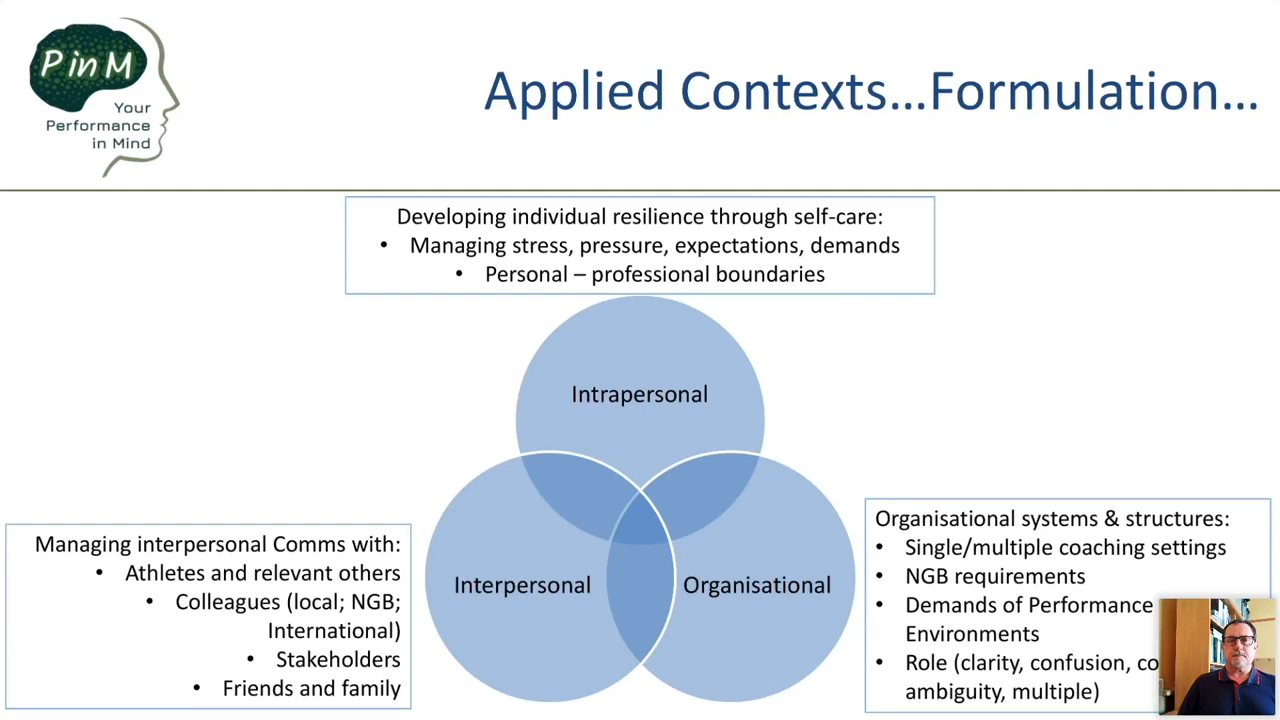 P in M
Your
Performance
in Mind
Applied Contexts...Formulation...
Developing individual resilience through self-care:
• Managing stress, pressure, expectations, demands
• Personal – professional boundaries
Intrapersonal
Interpersonal
Organisational
Managing interpersonal Comms with:
• Athletes and relevant others
• Colleagues (local; NGB;
International)
• Stakeholders
• Friends and family
Organisational systems & structures:
• Single/multiple coaching settings
• NGB requirements
• Demands of Performance
Environments
• Role (clarity, confusion,
ambiguity, multiple)